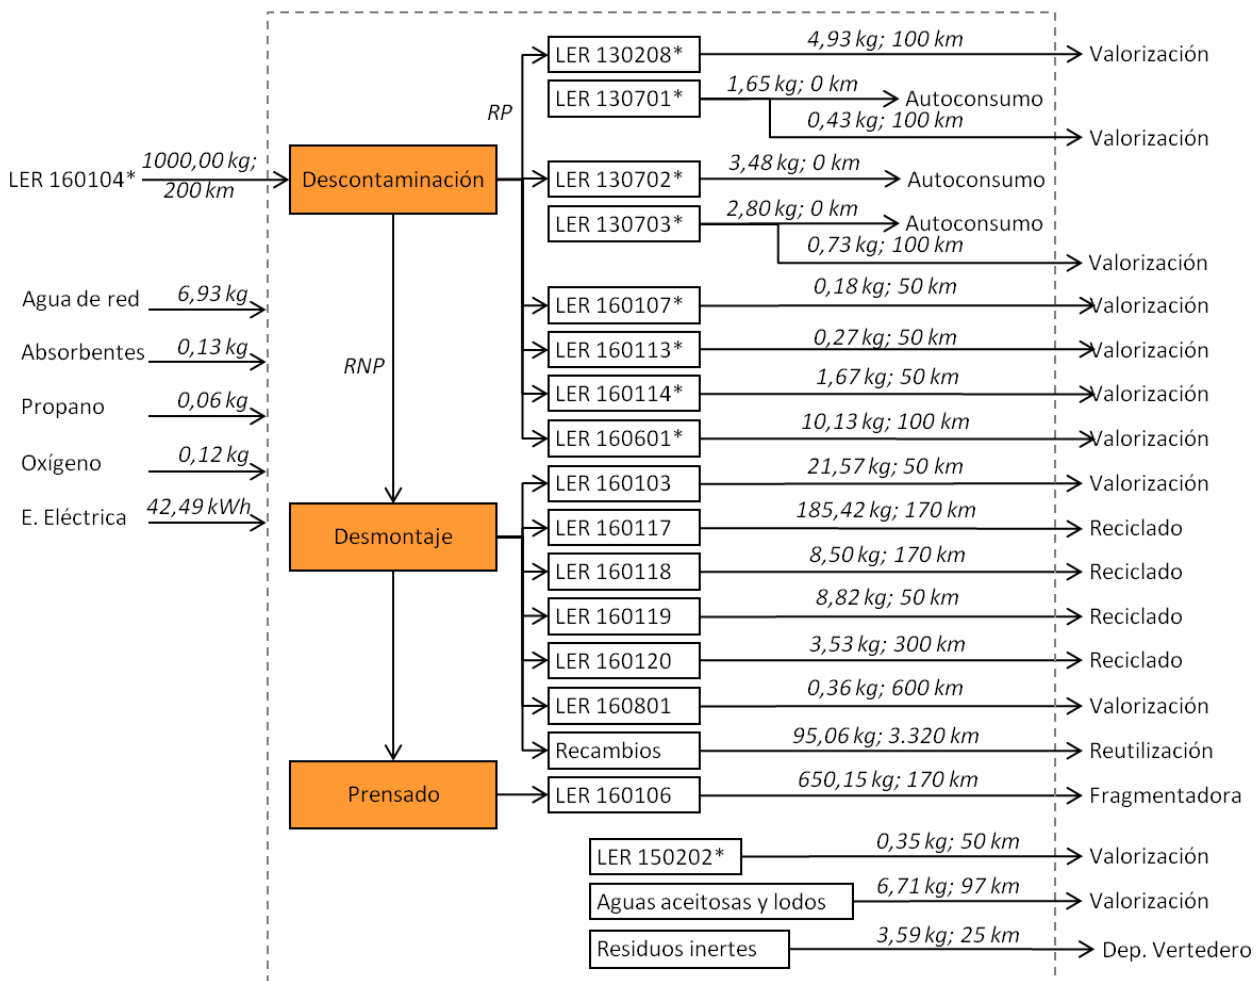 LER 130208*
4,93 kg; 100 km
Valorización
LER 130701*
1,65 kg; 0 km
Autoconsumo
0,43 kg; 100 km
Valorización
RP
LER 160104*
1000,00 kg;
200 km
Descontaminación
LER 130702*
3,48 kg; 0 km
Autoconsumo
LER 130703*
2,80 kg; 0 km
Autoconsumo
0,73 kg; 100 km
Valorización
Agua de red
6,93 kg
LER 160107*
0,18 kg; 50 km
Valorización
Absorbentes
0,13 kg
RNP
LER 160113*
0,27 kg; 50 km
Valorización
Propano
0,06 kg
LER 160114*
1,67 kg; 50 km
Valorización
LER 160601*
10,13 kg; 100 km
Valorización
Oxígeno
0,12 kg
LER 160103
21,57 kg; 50 km
Valorización
E. Eléctrica
42,49 kWh
Desmontaje
LER 160117
185,42 kg; 170 km
Reciclado
LER 160118
8,50 kg; 170 km
Reciclado
LER 160119
8,82 kg; 50 km
Reciclado
LER 160120
3,53 kg; 300 km
Reciclado
LER 160801
0,36 kg; 600 km
Valorización
Recambios
95,06 kg; 3.320 km
Reutilización
Prensado
LER 160106
650,15 kg; 170 km
Fragmentadora
LER 150202*
0,35 kg; 50 km
Valorización
Aguas aceitosas y lodos
6,71 kg; 97 km
Valorización
Residuos inertes
3,59 kg; 25 km
Dep. Vertedero